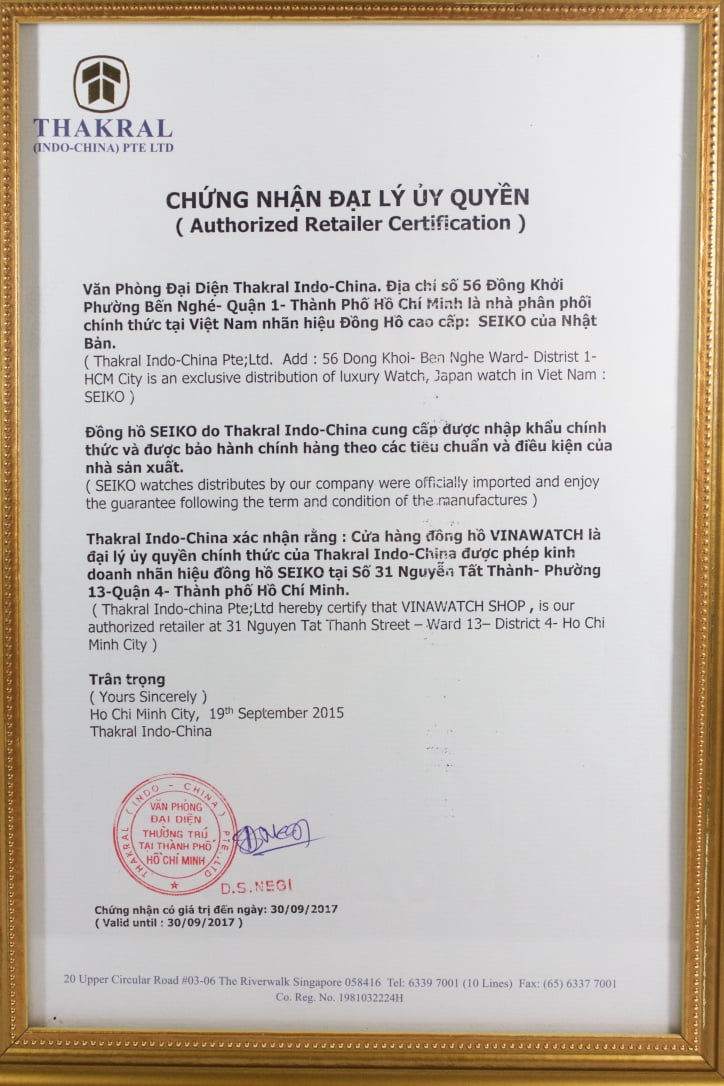 THAKRAL
(INDO-CHINA) PTE LTD
CHỨNG NHẬN ĐẠI LÝ ỦY QUYỀN
( Authorized Retailer Certification )
Văn Phòng Đại Diện Thakral Indo-China. Địa chỉ số 56 Đồng Khởi
Phường Bến Nghé- Quận 1- Thành Phố Hồ Chí Minh là nhà phân phối
chính thức tại Việt Nam nhãn hiệu Đồng Hồ cao cấp: SEIKO của Nhật
Bản.
( Thakral Indo-China Pte;Ltd. Add : 56 Dong Khoi- Ben Nghe Ward- District 1-
HCM City is an exclusive distribution of luxury Watch, Japan watch in Viet Nam :
SEIKO )
Đồng hồ SEIKO do Thakral Indo-China cung cấp được nhập khẩu chính
thức và được bảo hành chính hãng theo các tiêu chuẩn và điều kiện của
nhà sản xuất.
( SEIKO watches distributes by our company were officially imported and enjoy
the guarantee following the term and condition of the manufactures )
Thakral Indo-China xác nhận rằng : Cửa hàng đồng hồ VINAWATCH là
đại lý ủy quyền chính thức của Thakral Indo-China được phép kinh
doanh nhãn hiệu đồng hồ SEIKO tại Số 31 Nguyễn Tất Thành- Phường
13-Quận 4- Thành phố Hồ Chí Minh.
( Thakral Indo-china Pte;Ltd hereby certify that VINAWATCH SHOP , is our
authorized retailer at 31 Nguyen Tat Thanh Street – Ward 13– District 4- Ho Chi
Minh City )
Trân trọng
( Yours Sincerely )
Ho Chi Minh City, 19th September 2015
Thakral Indo-China
THAKRAL (INDO - CHINA) PTE.,LTD
VĂN PHÒNG
ĐẠI DIỆN
THƯỜNG TRÚ
TẠI THÀNH PHỐ
HỒ CHÍ MINH
D.S.NEGI
Chứng nhận có giá trị đến ngày: 30/09/2017
( Valid until : 30/09/2017 )
20 Upper Circular Road #03-06 The Riverwalk Singapore 058416 Tel: 6339 7001 (10 Lines) Fax: (65) 6337 7001
Co. Reg. No. 1981032224H